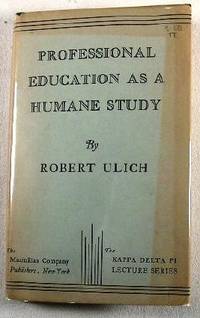 PROFESSIONAL
EDUCATION AS A
HUMANE STUDY
By
ROBERT ULICH
The
Macmillan Company
Publishers, New York
The
KAPPA DELTA PI
LECTURE SERIES